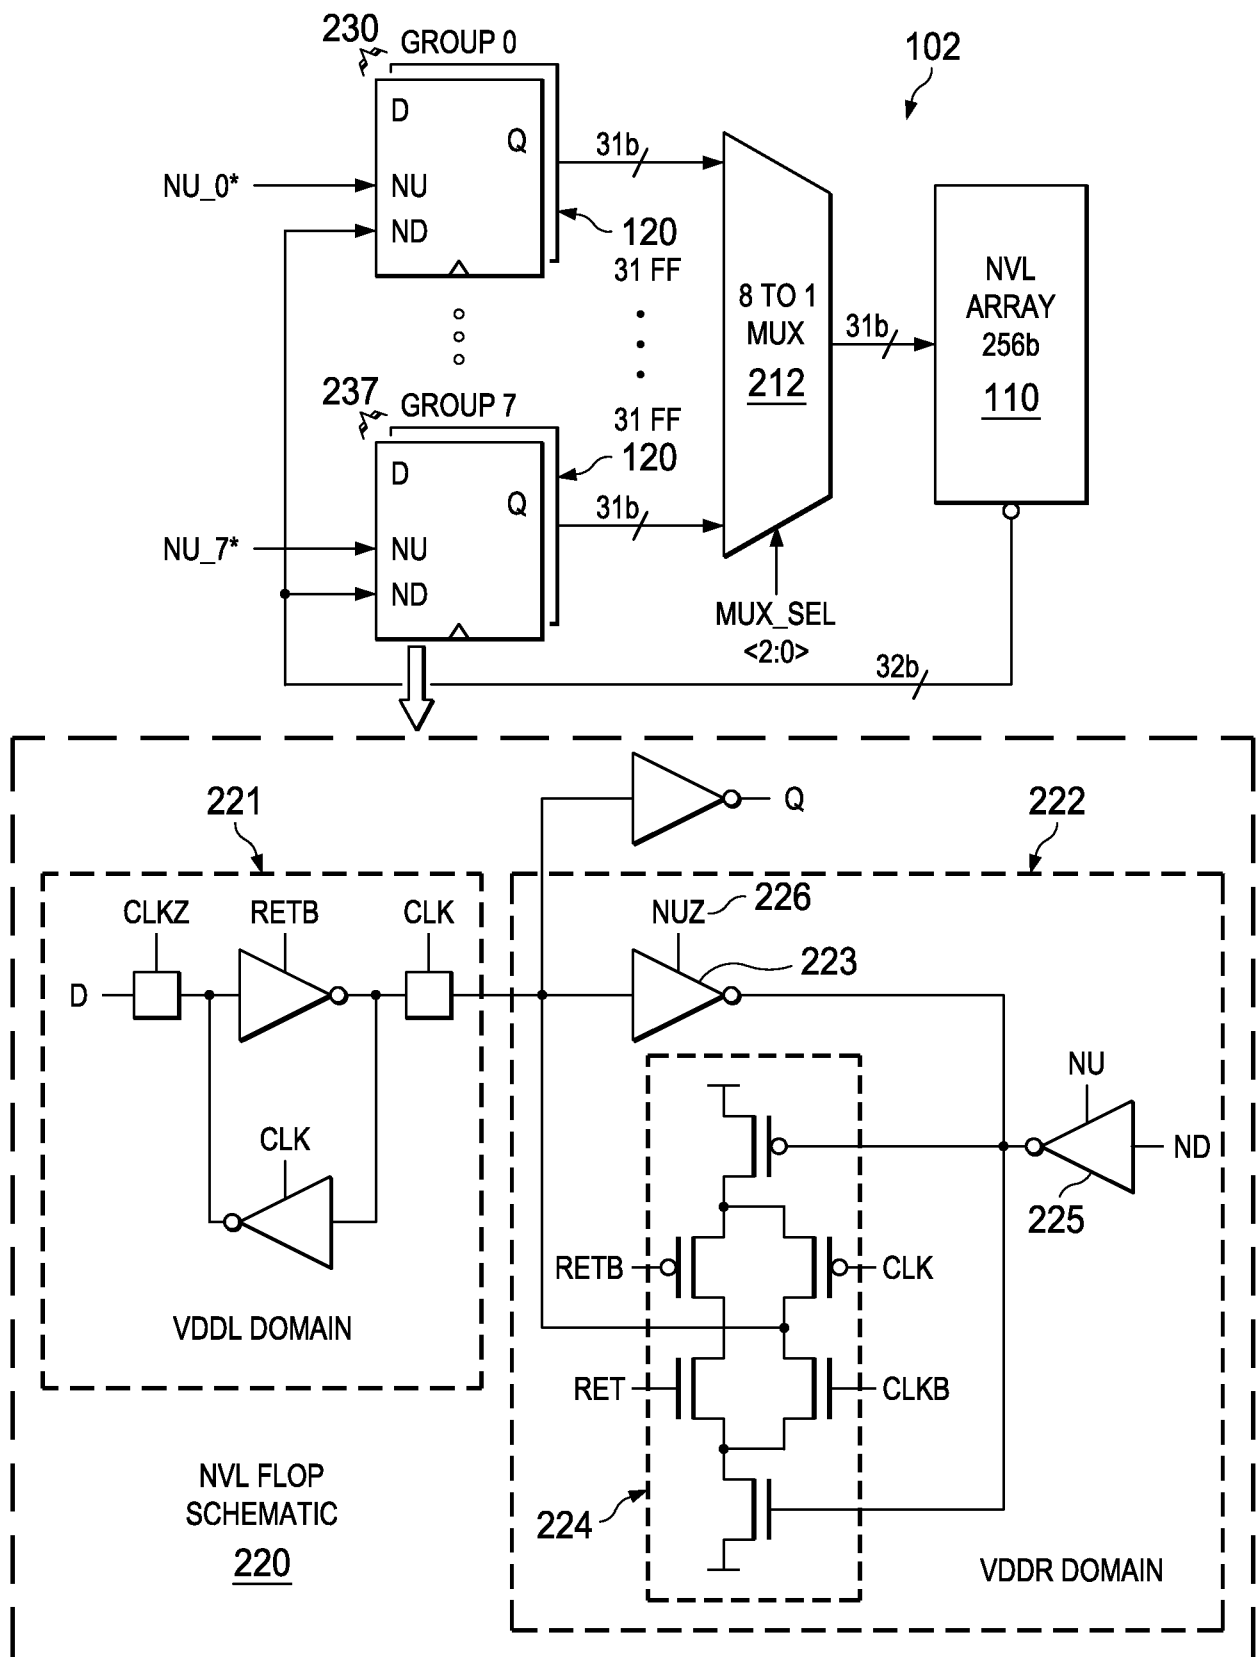 230
GROUP 0
102
D
Q
31b
NU_0*
NU
ND
120
31 FF
8 TO 1
MUX
212
31b
NVL
ARRAY
256b
110
237
GROUP 7
31 FF
120
D
Q
31b
NU_7*
NU
ND
MUX_SEL
<2:0>
32b
221
Q
222
CLKZ
RETB
CLK
NUZ
226
223
D
NU
CLK
ND
225
RETB
CLK
VDDL DOMAIN
RET
CLKB
NVL FLOP
SCHEMATIC
220
224
VDDR DOMAIN